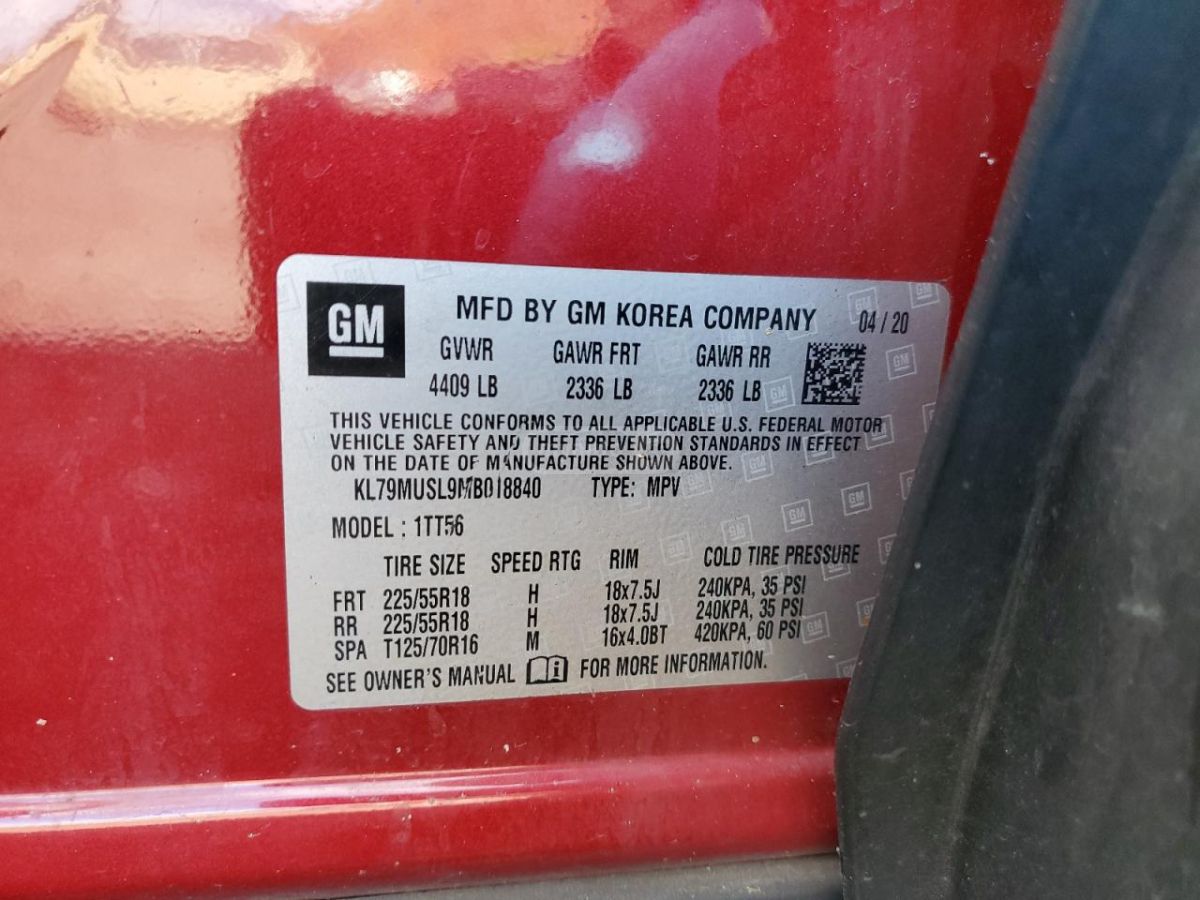 GM
MFD BY GM KOREA COMPANY 04 / 20
GVWR GAWR FRT GAWR RR
4409 LB 2336 LB 2336 LB
THIS VEHICLE CONFORMS TO ALL APPLICABLE U.S. FEDERAL MOTOR
VEHICLE SAFETY AND THEFT PREVENTION STANDARDS IN EFFECT
ON THE DATE OF MANUFACTURE SHOWN ABOVE.
KL79MUSL9MB018840 TYPE: MPV
MODEL : 1TT56
TIRE SIZE SPEED RTG RIM COLD TIRE PRESSURE
FRT 225/55R18 H 18x7.5J 240KPA, 35 PSI
RR 225/55R18 H 18x7.5J 240KPA, 35 PSI
SPA T125/70R16 M 16x4.0BT 420KPA, 60 PSI
SEE OWNER'S MANUAL i FOR MORE INFORMATION.